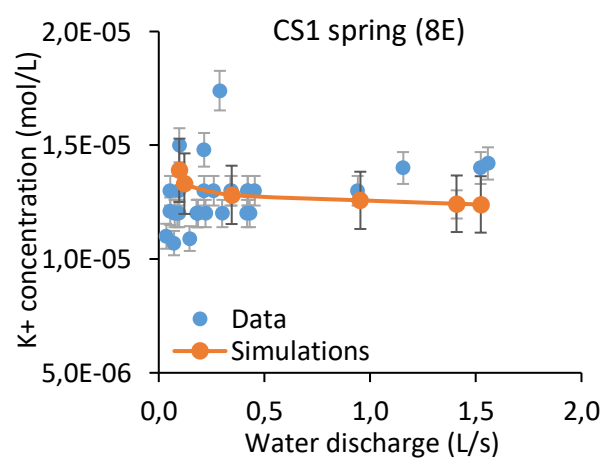 CS1 spring (8E)
K+ concentration (mol/L)
2,0E-05
1,5E-05
1,0E-05
5,0E-06
Data
Simulations
0,0 0,5 1,0 1,5 2,0
Water discharge (L/s)